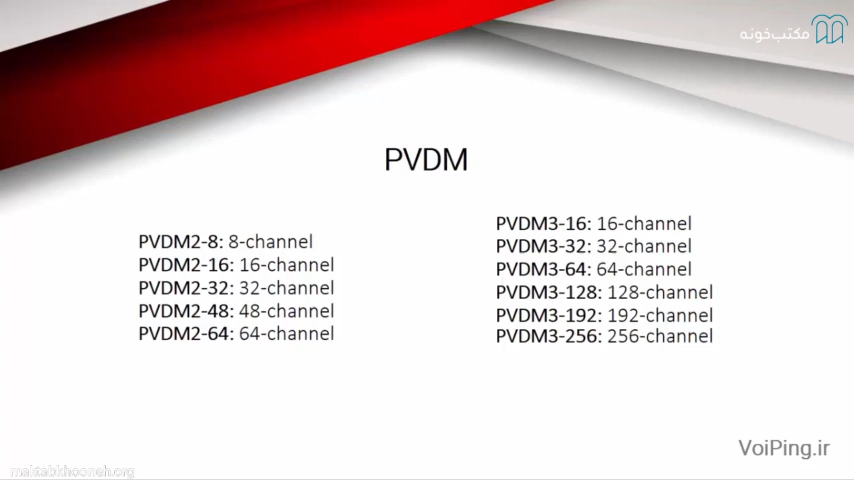 مکتب‌خونه
PVDM
PVDM2-8: 8-channel
PVDM2-16: 16-channel
PVDM2-32: 32-channel
PVDM2-48: 48-channel
PVDM2-64: 64-channel
PVDM3-16: 16-channel
PVDM3-32: 32-channel
PVDM3-64: 64-channel
PVDM3-128: 128-channel
PVDM3-192: 192-channel
PVDM3-256: 256-channel
VoiPing.ir
maktabkhooneh.org